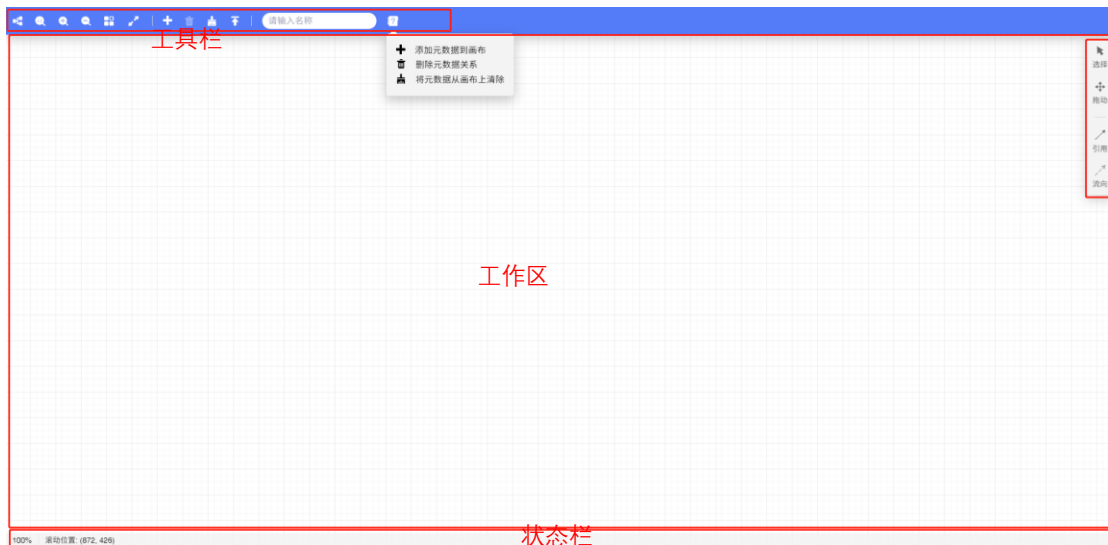 请输入名称
?
工具栏
添加元数据到画布
删除元数据关系
将元数据从画布上清除
选择
拖动
引用
流向
工作区
状态栏
100% 滚动位置: (872, 426)